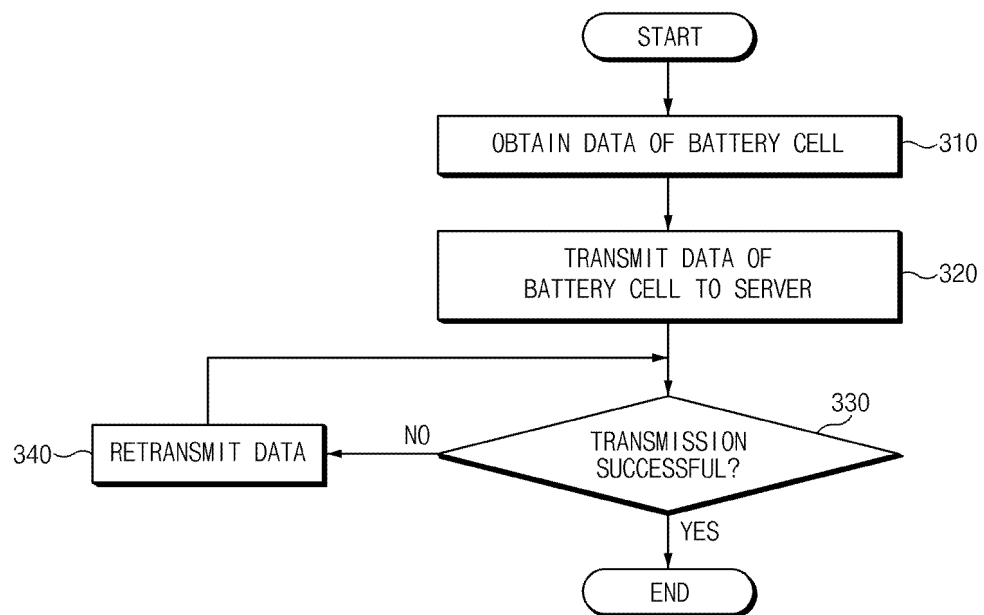 START
OBTAIN DATA OF BATTERY CELL
310
TRANSMIT DATA OF
BATTERY CELL TO SERVER
320
330
TRANSMISSION
SUCCESSFUL?
NO
340
RETRANSMIT DATA
YES
END